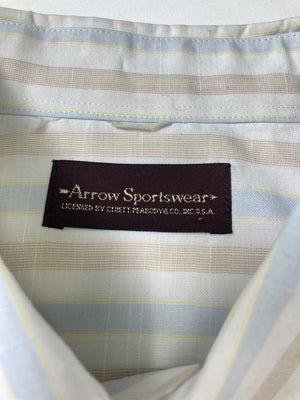 Arrow Sportswear
LICENSED BY CLUETT PEABODY & CO., INC. U.S.A.